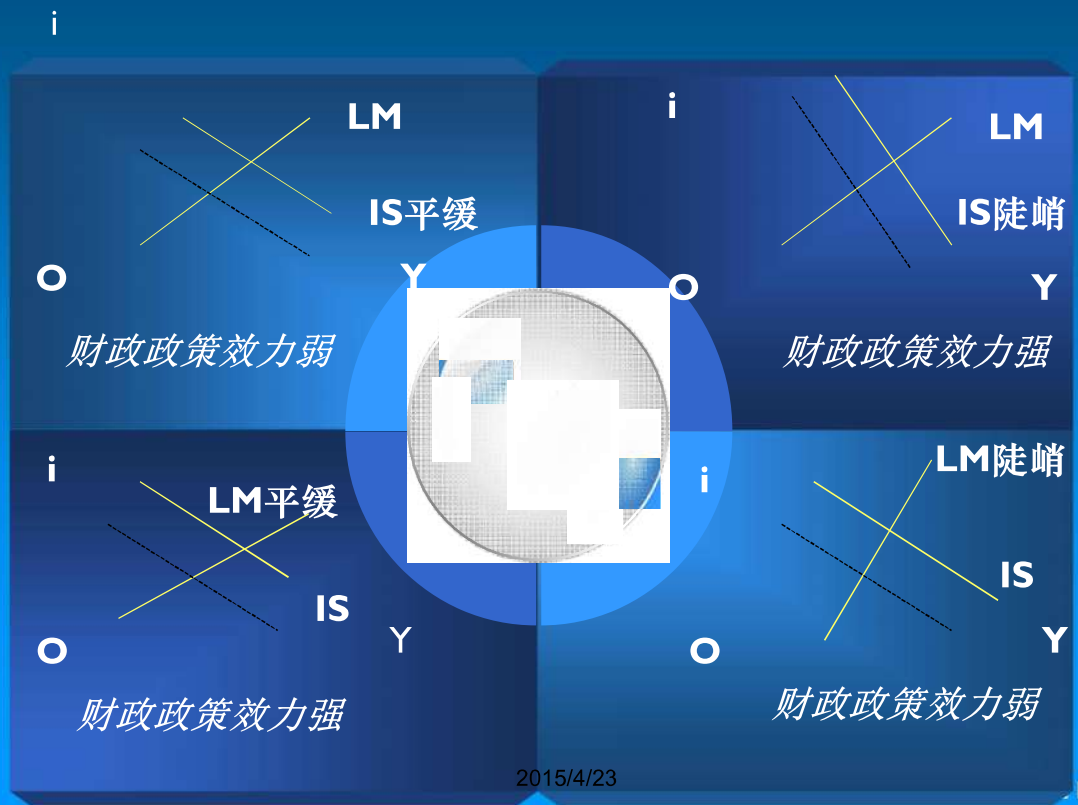 i
LM
IS平缓
O
Y
财政政策效力弱
i
LM
IS陡峭
O
Y
财政政策效力强
i
LM平缓
IS
O
Y
财政政策效力强
LM陡峭
i
IS
O
Y
财政政策效力弱
2015/4/23